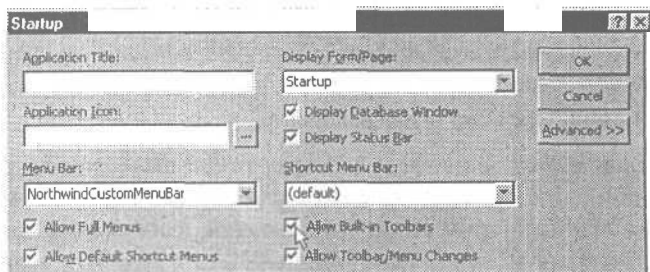 Startup
Application Title:
Display Form/Page:
OK
Startup
Cancel
Application Icon:
Display Database Window
...
Display Status Bar
Advanced >>
Menu Bar:
Shortcut Menu Bar:
NorthwindCustomMenuBar
(default)
Allow Full Menus
Allow Built-in Toolbars
Allow Default Shortcut Menus
Allow Toolbar/Menu Changes